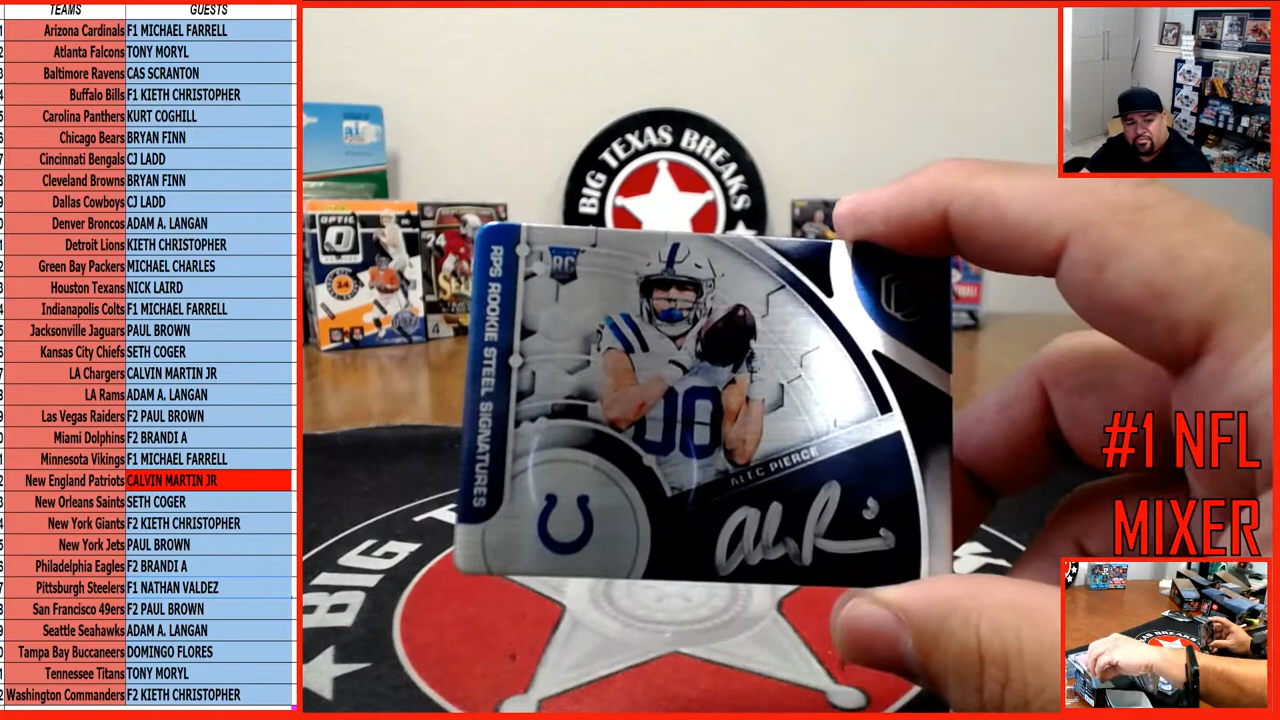 TEAMS GUESTS
Arizona Cardinals F1 MICHAEL FARRELL
Atlanta Falcons TONY MORYL
Baltimore Ravens CAS SCRANTON
Buffalo Bills F1 KIETH CHRISTOPHER
Carolina Panthers KURT COGHILL
Chicago Bears BRYAN FINN
Cincinnati Bengals CJ LADD
Cleveland Browns BRYAN FINN
Dallas Cowboys CJ LADD
Denver Broncos ADAM A. LANGAN
Detroit Lions KIETH CHRISTOPHER
Green Bay Packers MICHAEL CHARLES
Houston Texans NICK LAIRD
Indianapolis Colts F1 MICHAEL FARRELL
Jacksonville Jaguars PAUL BROWN
Kansas City Chiefs SETH COGER
LA Chargers CALVIN MARTIN JR
LA Rams ADAM A. LANGAN
Las Vegas Raiders F2 PAUL BROWN
Miami Dolphins F2 BRANDI A
Minnesota Vikings F1 MICHAEL FARRELL
New England Patriots CALVIN MARTIN JR
New Orleans Saints SETH COGER
New York Giants F2 KIETH CHRISTOPHER
New York Jets PAUL BROWN
Philadelphia Eagles F2 BRANDI A
Pittsburgh Steelers F1 NATHAN VALDEZ
San Francisco 49ers F2 PAUL BROWN
Seattle Seahawks ADAM A. LANGAN
Tampa Bay Buccaneers DOMINGO FLORES
Tennessee Titans TONY MORYL
Washington Commanders F2 KIETH CHRISTOPHER
BIG TEXAS BREAKS
OPTIC
24
4
RPS ROOKIE STEEL SIGNATURES
RC
00
ALEC PIERCE
BIG
#1 NFL
MIXER